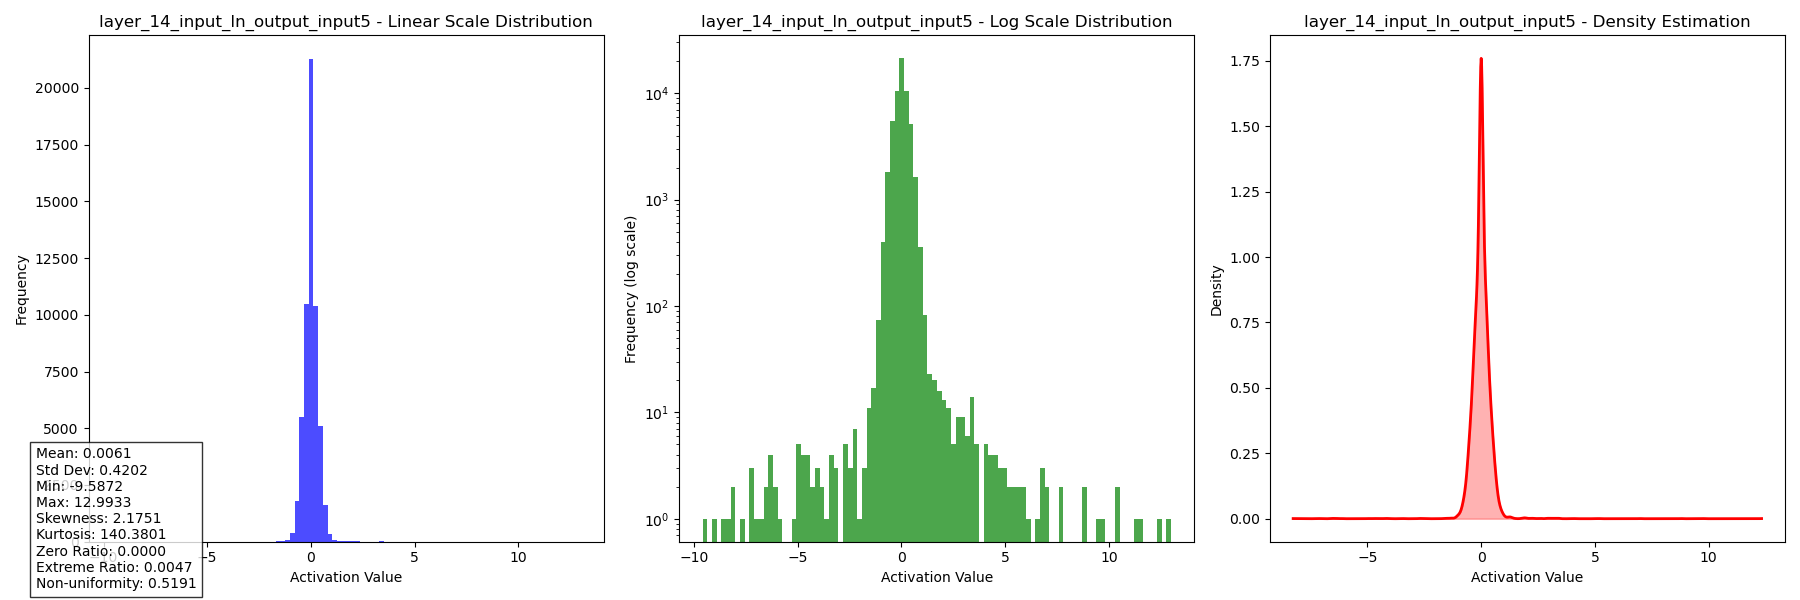 layer_14_input_ln_output_input5 - Linear Scale Distribution
20000
17500
15000
12500
10000
7500
5000
Frequency
−5
0
5
10
Activation Value
Mean: 0.0061
Std Dev: 0.4202
Min: -9.5872
Max: 12.9933
Skewness: 2.1751
Kurtosis: 140.3801
Zero Ratio: 0.0000
Extreme Ratio: 0.0047
Non-uniformity: 0.5191
layer_14_input_ln_output_input5 - Log Scale Distribution
10⁴
10³
10²
10¹
10⁰
Frequency (log scale)
−10
−5
0
5
10
Activation Value
layer_14_input_ln_output_input5 - Density Estimation
1.75
1.50
1.25
1.00
0.75
0.50
0.25
0.00
Density
−5
0
5
10
Activation Value